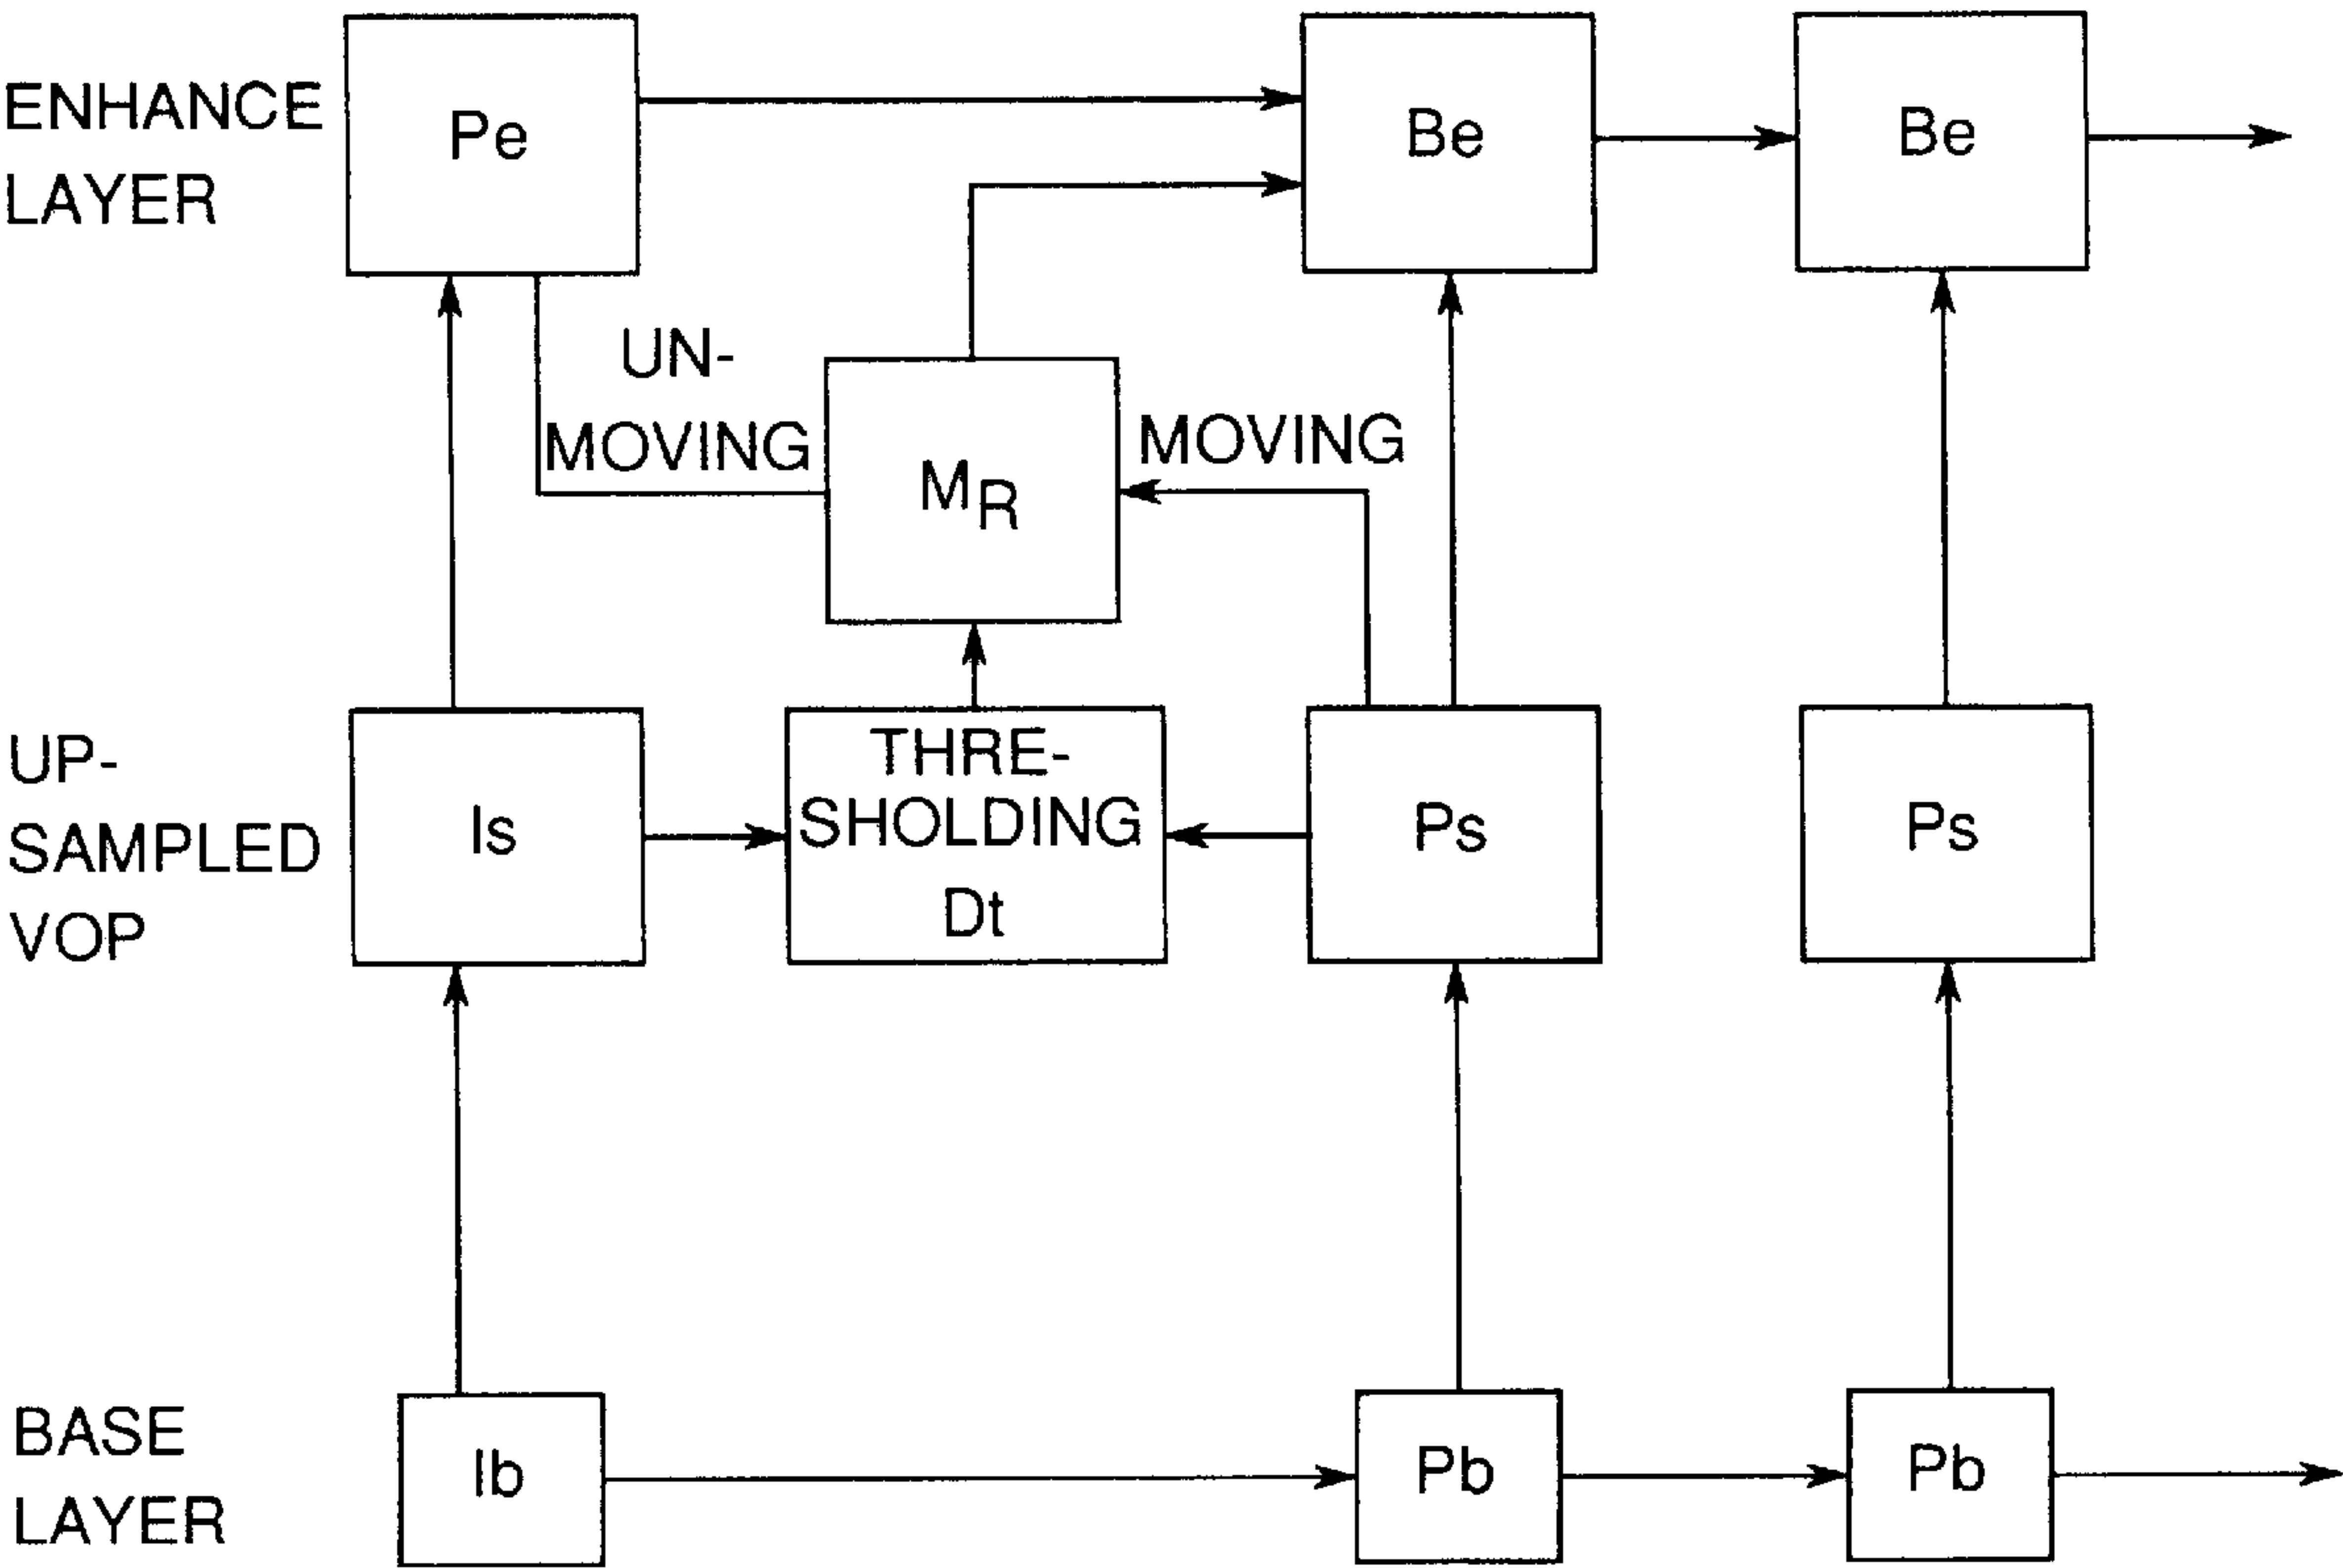 ENHANCE
LAYER
Pe
Be
Be
UN-
MOVING
MR
MOVING
UP-
SAMPLED
VOP
Is
THRE-
SHOLDING
Dt
Ps
Ps
BASE
LAYER
Ib
Pb
Pb